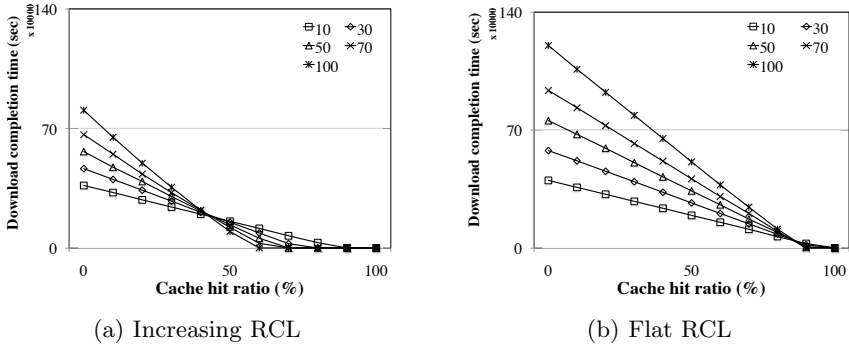 140
x 10000
10 30
50 70
100
Download completion time (sec)
70
0
0 50 100
Cache hit ratio (%)
(a) Increasing RCL
140
x 10000
10 30
50 70
100
Download completion time (sec)
70
0
0 50 100
Cache hit ratio (%)
(b) Flat RCL